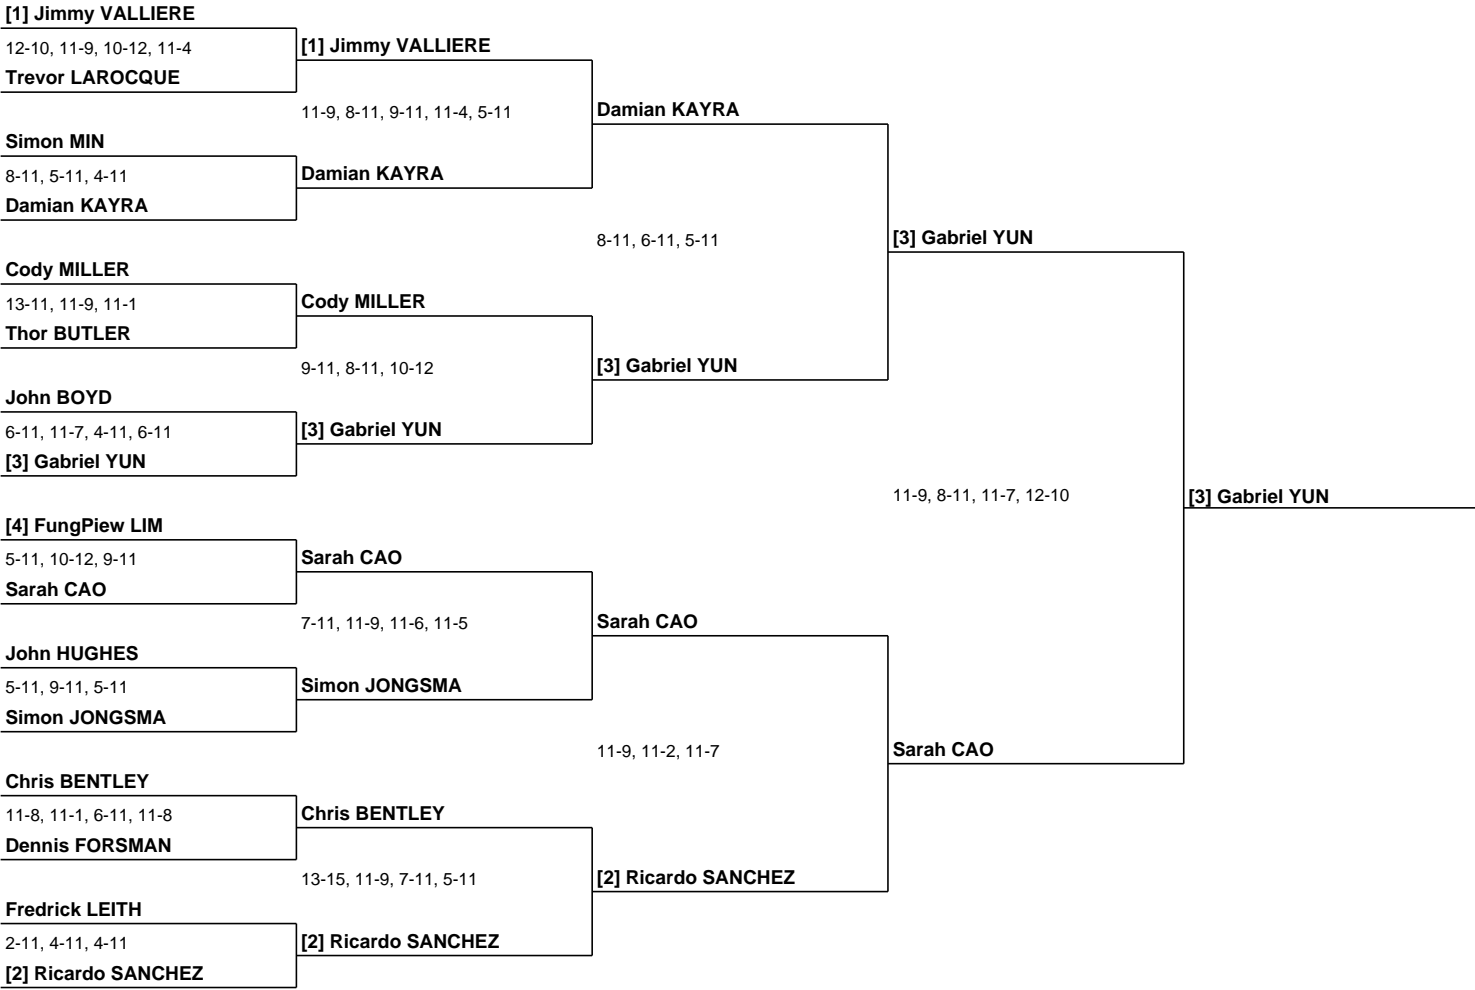 [1] Jimmy VALLIERE
12-10, 11-9, 10-12, 11-4
Trevor LAROCQUE
Simon MIN
8-11, 5-11, 4-11
Damian KAYRA
Cody MILLER
13-11, 11-9, 11-1
Thor BUTLER
John BOYD
6-11, 11-7, 4-11, 6-11
[3] Gabriel YUN
[4] FungPiew LIM
5-11, 10-12, 9-11
Sarah CAO
John HUGHES
5-11, 9-11, 5-11
Simon JONGSMA
Chris BENTLEY
11-8, 11-1, 6-11, 11-8
Dennis FORSMAN
Fredrick LEITH
2-11, 4-11, 4-11
[2] Ricardo SANCHEZ
[1] Jimmy VALLIERE
11-9, 8-11, 9-11, 11-4, 5-11
Damian KAYRA
Cody MILLER
9-11, 8-11, 10-12
[3] Gabriel YUN
Sarah CAO
7-11, 11-9, 11-6, 11-5
Simon JONGSMA
Chris BENTLEY
13-15, 11-9, 7-11, 5-11
[2] Ricardo SANCHEZ
Damian KAYRA
8-11, 6-11, 5-11
[3] Gabriel YUN
Sarah CAO
11-9, 11-2, 11-7
[2] Ricardo SANCHEZ
[3] Gabriel YUN
11-9, 8-11, 11-7, 12-10
Sarah CAO
[3] Gabriel YUN